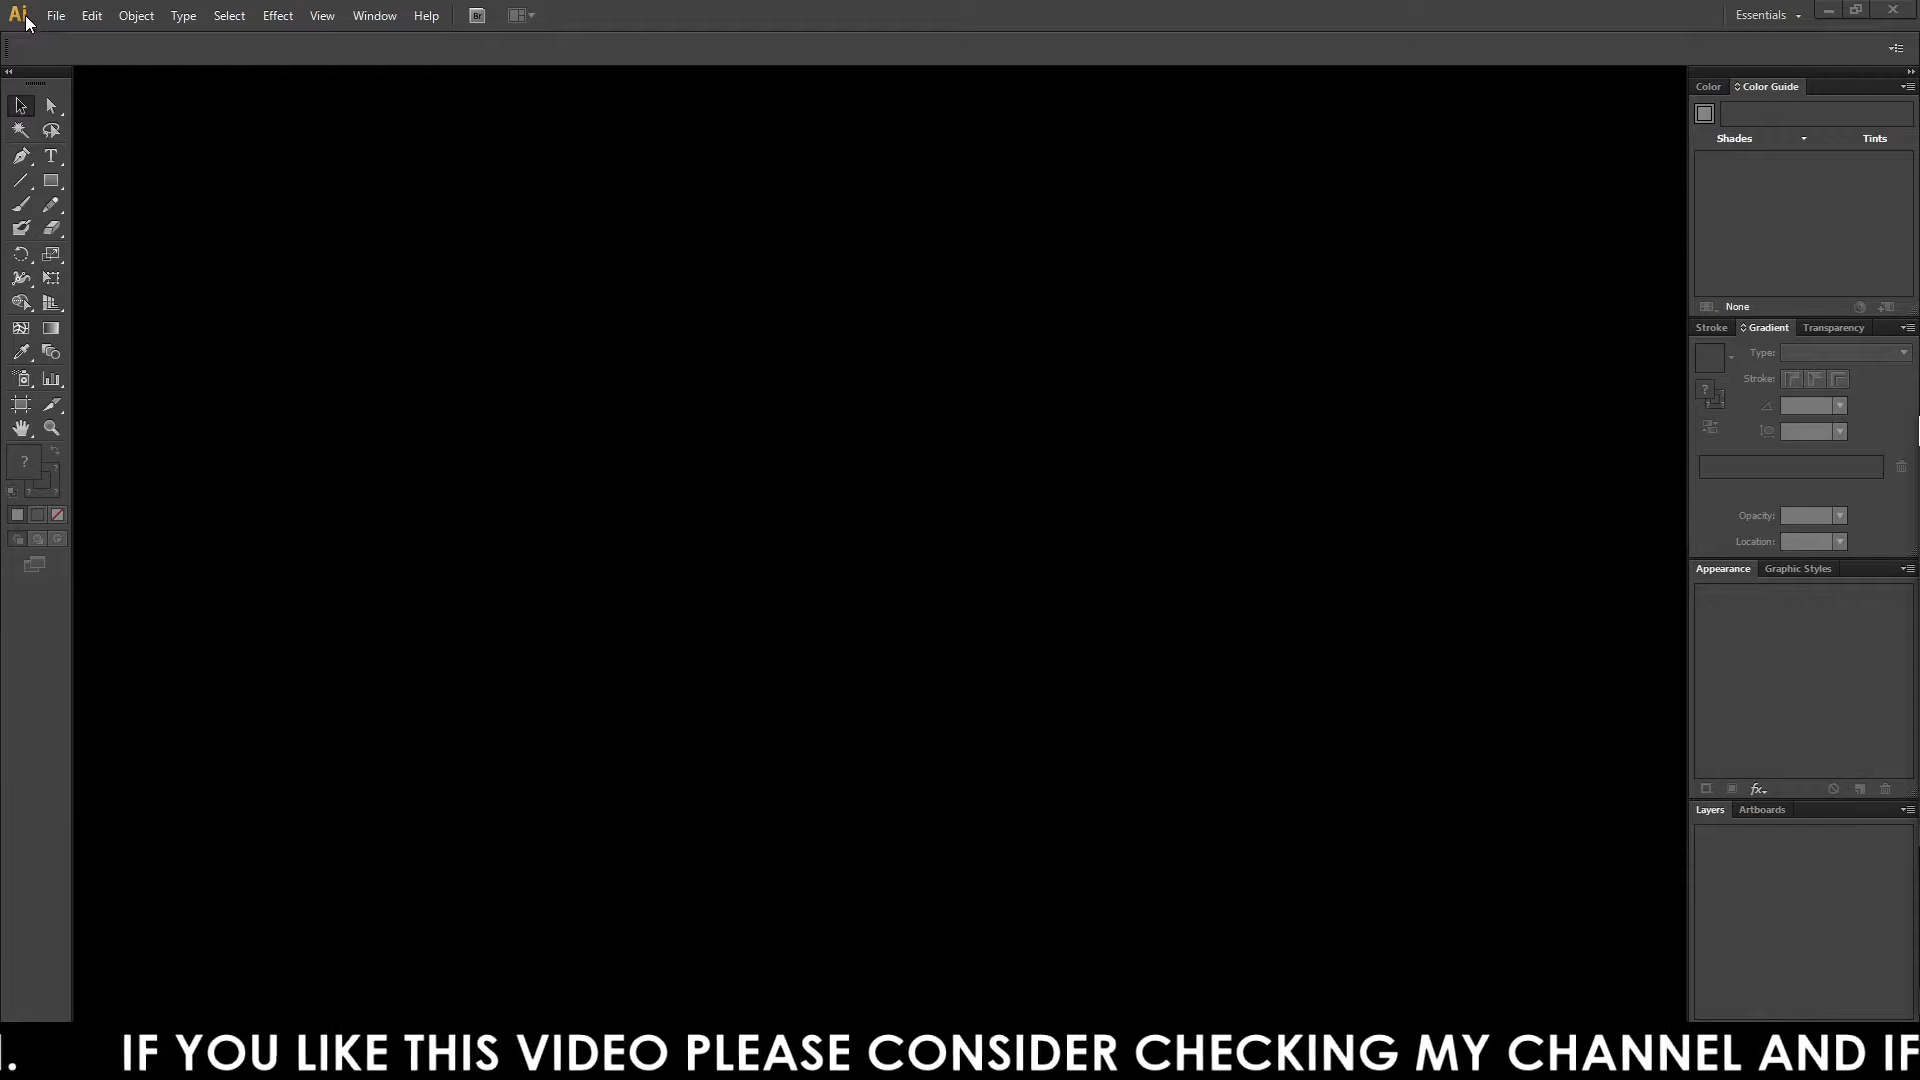 Ai File Edit Object Type Select Effect View Window Help Br Essentials
Color Color Guide
Shades Tints
None
Stroke Gradient Transparency
Type:
Stroke:
?
?
Opacity:
Location:
Appearance Graphic Styles
fx
Layers Artboards
. IF YOU LIKE THIS VIDEO PLEASE CONSIDER CHECKING MY CHANNEL AND IF